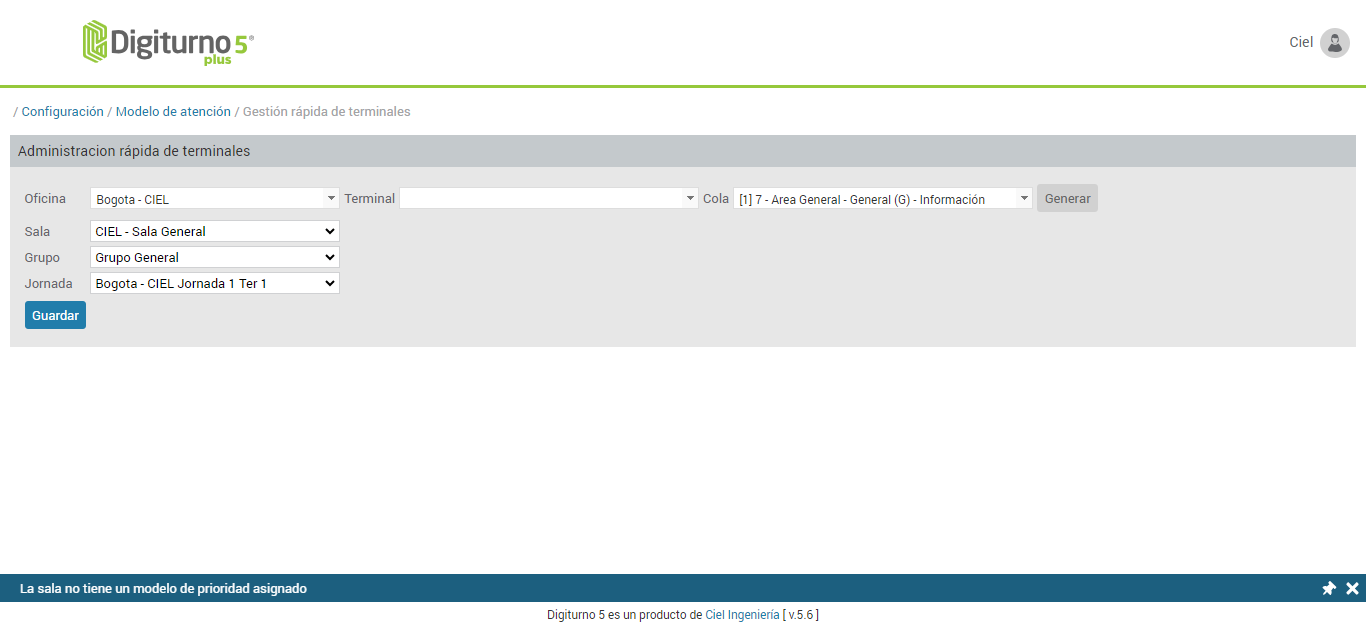 Digiturno 5®
plus
Ciel
/ Configuración / Modelo de atención / Gestión rápida de terminales
Administracion rápida de terminales
Oficina Bogota - CIEL Terminal Cola [1] 7 - Area General - General (G) - Información Generar
Sala CIEL - Sala General
Grupo Grupo General
Jornada Bogota - CIEL Jornada 1 Ter 1
Guardar
La sala no tiene un modelo de prioridad asignado
Digiturno 5 es un producto de Ciel Ingeniería [ v.5.6 ]